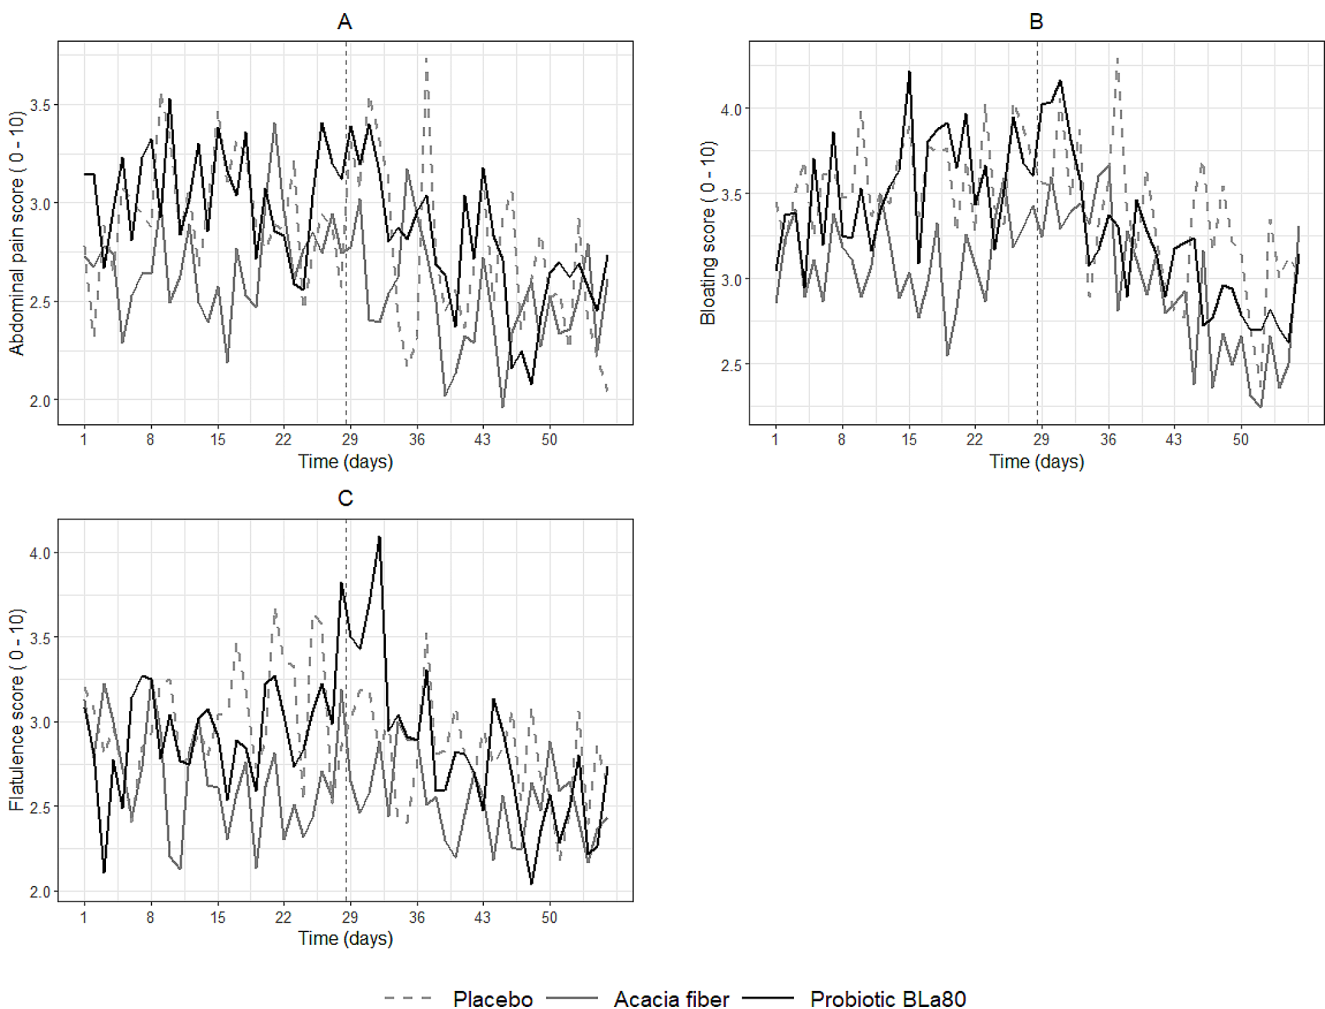 A
Abdominal pain score ( 0 - 10)
3.5
3.0
2.5
2.0
1 8 15 22 29 36 43 50
Time (days)
B
Bloating score ( 0 - 10)
4.0
3.5
3.0
2.5
1 8 15 22 29 36 43 50
Time (days)
C
Flatulence score ( 0 - 10)
4.0
3.5
3.0
2.5
2.0
1 8 15 22 29 36 43 50
Time (days)
Placebo Acacia fiber Probiotic BLa80